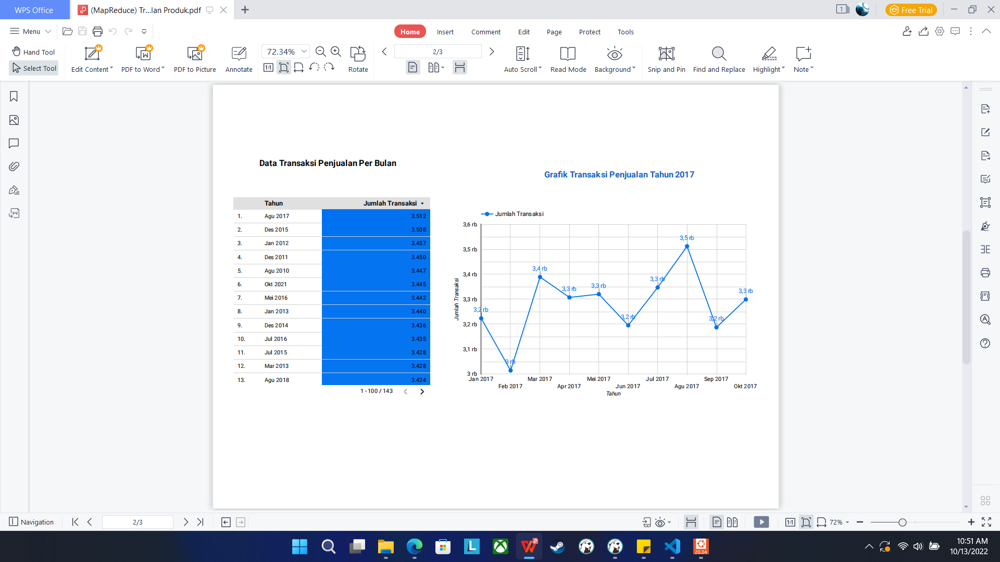 WPS Office
(MapReduce) Tr...lan Produk.pdf
1
Free Trial
Menu
Home Insert Comment Edit Page Protect Tools
Hand Tool
Select Tool
Edit Content
PDF to Word
PDF to Picture
Annotate
72.34%
1:1
Rotate
2/3
Auto Scroll
Read Mode
Background
Snip and Pin
Find and Replace
Highlight
Note
Data Transaksi Penjualan Per Bulan
Tahun Jumlah Transaksi
1. Agu 2017 3.512
2. Des 2015 3.508
3. Jan 2012 3.457
4. Des 2011 3.450
5. Agu 2010 3.447
6. Okt 2021 3.445
7. Mei 2016 3.442
8. Jan 2013 3.440
9. Des 2014 3.436
10. Jul 2016 3.435
11. Jul 2015 3.428
12. Mar 2013 3.428
13. Agu 2018 3.424
1 - 100 / 143
Grafik Transaksi Penjualan Tahun 2017
Jumlah Transaksi
3,6 rb
3,5 rb
3,4 rb
3,3 rb
3,2 rb
3,1 rb
3 rb
Jumlah Transaksi
3,2 rb
3 rb
3,4 rb
3,3 rb
3,3 rb
3,2 rb
3,3 rb
3,5 rb
3,2 rb
3,3 rb
Jan 2017
Feb 2017
Mar 2017
Apr 2017
Mei 2017
Jun 2017
Jul 2017
Agu 2017
Sep 2017
Okt 2017
Tahun
Navigation
2/3
1:1
72%
20.04
10:51 AM
10/13/2022